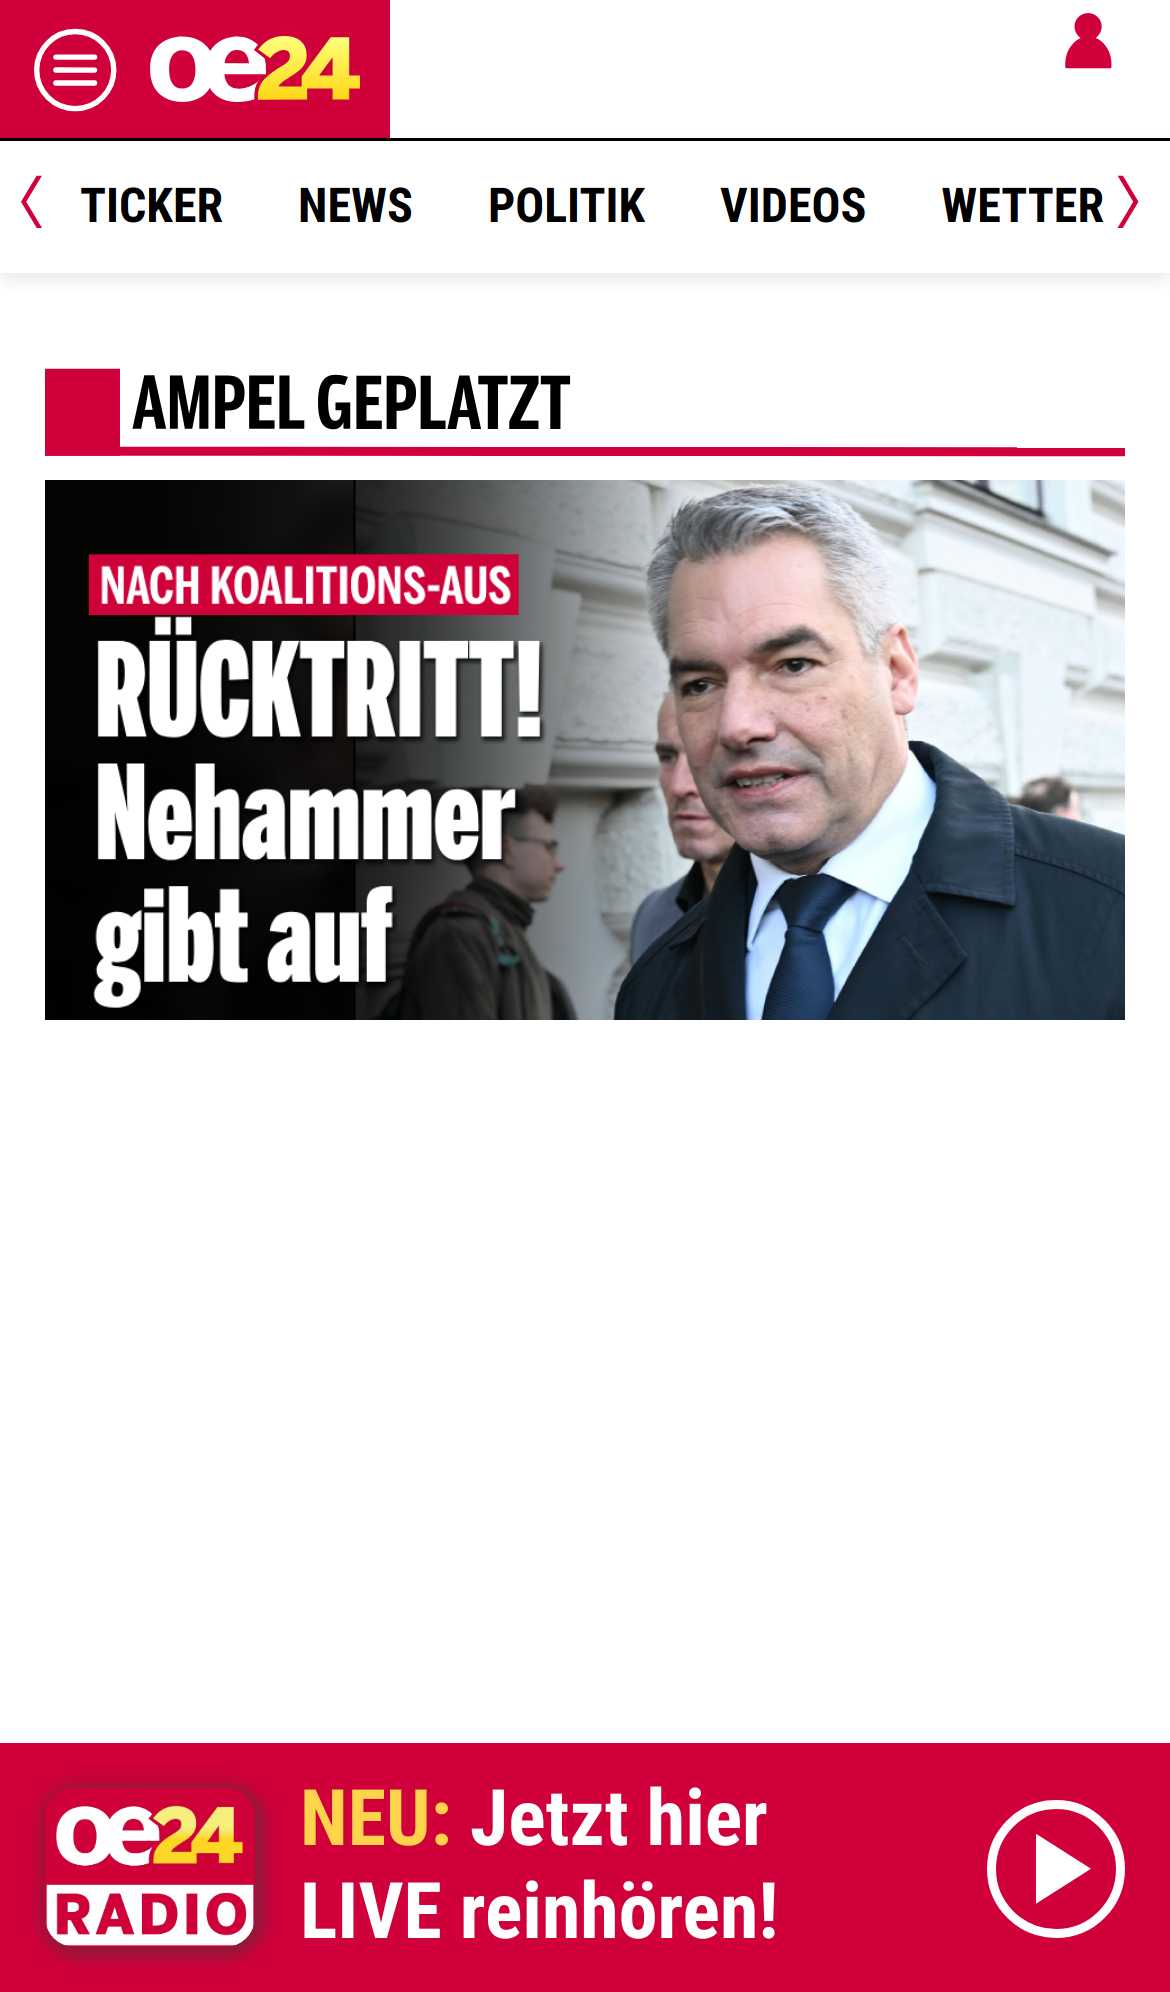 oe24
TICKER NEWS POLITIK VIDEOS WETTER
AMPEL GEPLATZT
NACH KOALITIONS-AUS
RÜCKTRITT!
Nehammer
gibt auf
oe24
RADIO
NEU: Jetzt hier
LIVE reinhören!